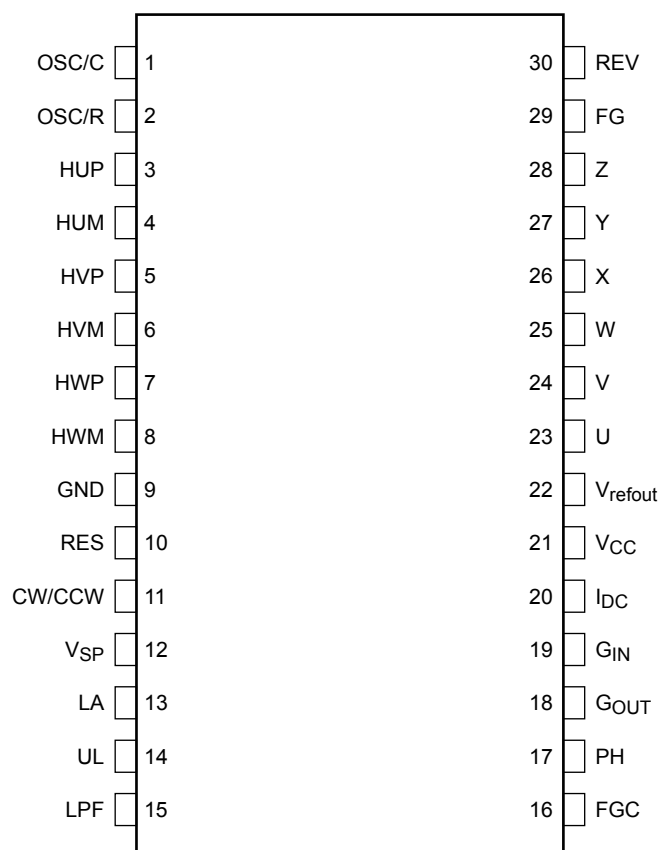 OSC/C 1 30 REV
OSC/R 2 29 FG
HUP 3 28 Z
HUM 4 27 Y
HVP 5 26 X
HVM 6 25 W
HWP 7 24 V
HWM 8 23 U
GND 9 22 Vrefout
RES 10 21 VCC
CW/CCW 11 20 IDC
VSP 12 19 GIN
LA 13 18 GOUT
UL 14 17 PH
LPF 15 16 FGC